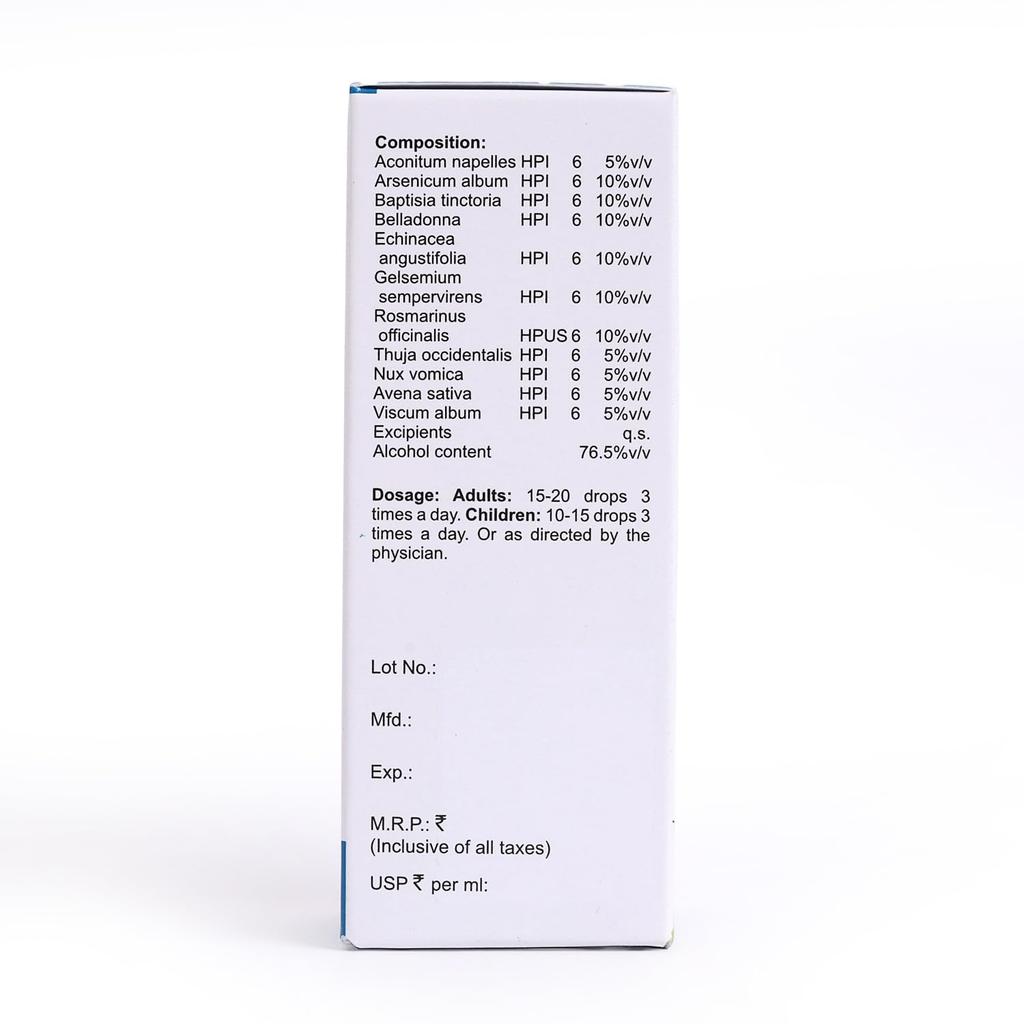 Composition:
Aconitum napelles HPI 6 5%v/v
Arsenicum album HPI 6 10%v/v
Baptisia tinctoria HPI 6 10%v/v
Belladonna HPI 6 10%v/v
Echinacea
angustifolia HPI 6 10%v/v
Gelsemium
sempervirens HPI 6 10%v/v
Rosmarinus
officinalis HPUS 6 10%v/v
Thuja occidentalis HPI 6 5%v/v
Nux vomica HPI 6 5%v/v
Avena sativa HPI 6 5%v/v
Viscum album HPI 6 5%v/v
Excipients q.s.
Alcohol content 76.5%v/v
Dosage: Adults: 15-20 drops 3
times a day. Children: 10-15 drops 3
times a day. Or as directed by the
physician.
Lot No.:
Mfd.:
Exp.:
M.R.P.: ₹
(Inclusive of all taxes)
USP ₹ per ml: